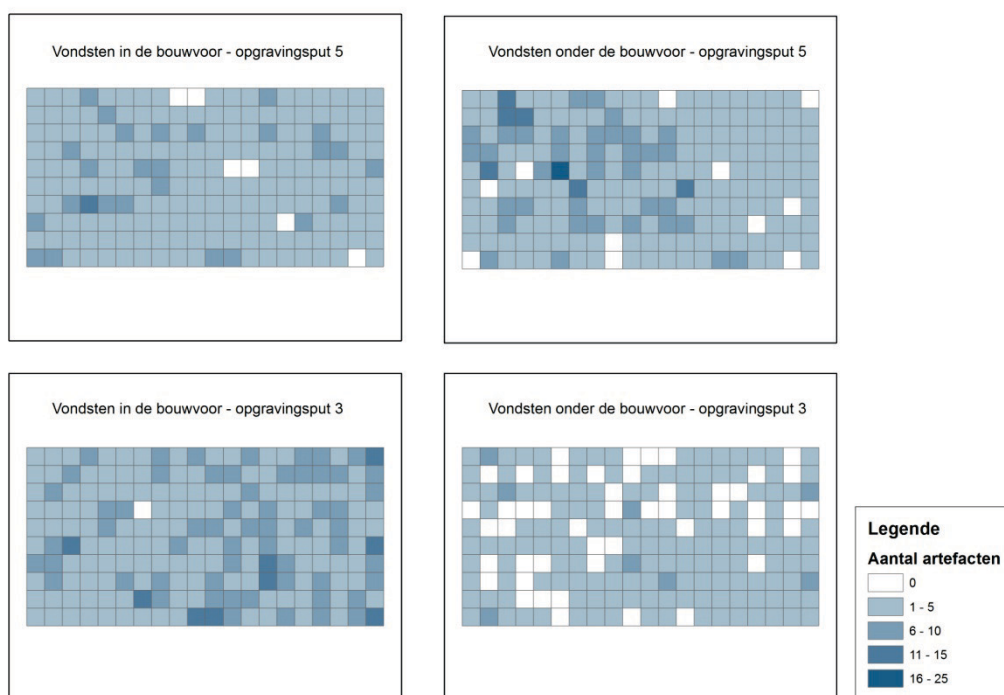 Vondsten in de bouwvoor - opgravingsput 5
Vondsten onder de bouwvoor - opgravingsput 5
Vondsten in de bouwvoor - opgravingsput 3
Vondsten onder de bouwvoor - opgravingsput 3
Legende
Aantal artefacten
0
1 - 5
6 - 10
11 - 15
16 - 25